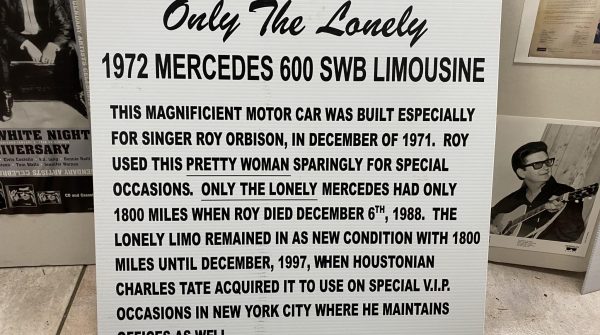 Only The Lonely
1972 MERCEDES 600 SWB LIMOUSINE
THIS MAGNIFICIENT MOTOR CAR WAS BUILT ESPECIALLY
FOR SINGER ROY ORBISON, IN DECEMBER OF 1971. ROY
USED THIS PRETTY WOMAN SPARINGLY FOR SPECIAL
OCCASIONS. ONLY THE LONELY MERCEDES HAD ONLY
1800 MILES WHEN ROY DIED DECEMBER 6TH, 1988. THE
LONELY LIMO REMAINED IN AS NEW CONDITION WITH 1800
MILES UNTIL DECEMBER, 1997, WHEN HOUSTONIAN
CHARLES TATE ACQUIRED IT TO USE ON SPECIAL V.I.P.
OCCASIONS IN NEW YORK CITY WHERE HE MAINTAINS
OFFICES AS WELL
WHITE NIGHT